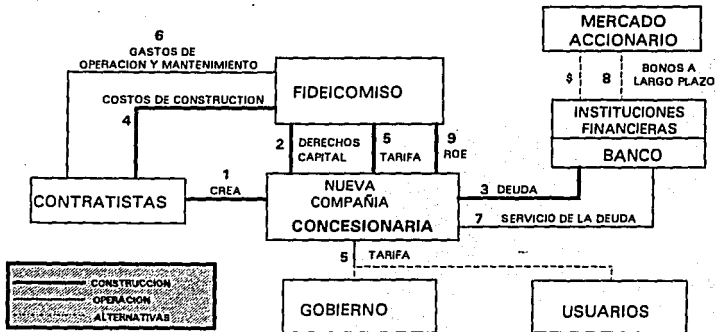 MERCADO
ACCIONARIO
6
GASTOS DE
OPERACION Y MANTENIMIENTO
$ 8 BONOS A
LARGO PLAZO
FIDEICOMISO
COSTOS DE CONSTRUCTION
4
INSTITUCIONES
FINANCIERAS
BANCO
2 DERECHOS
CAPITAL
5
TARIFA
9
ROE
CONTRATISTAS
1
CREA
NUEVA
COMPAÑIA
CONCESIONARIA
3 DEUDA
7 SERVICIO DE LA DEUDA
5 TARIFA
CONSTRUCCION
OPERACION
ALTERNATIVAS
GOBIERNO
USUARIOS